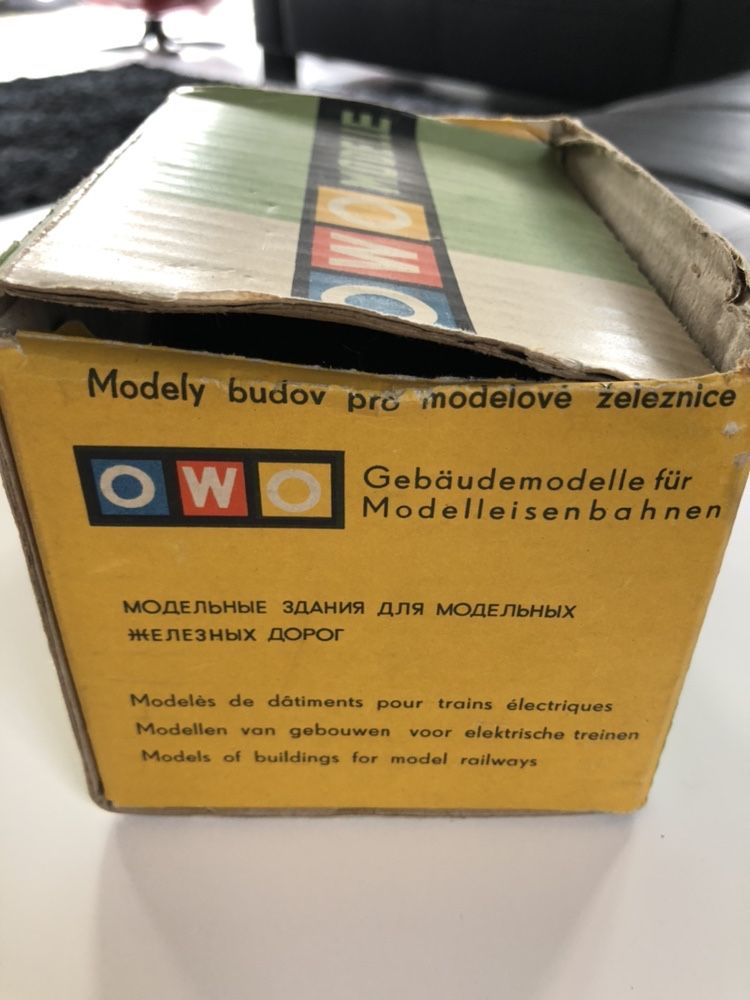 OWO MODELLE
Modely budov pro modelové železnice
OWO
Gebäudemodelle für
Modelleisenbahnen
МОДЕЛЬНЫЕ ЗДАНИЯ ДЛЯ МОДЕЛЬНЫХ
ЖЕЛЕЗНЫХ ДОРОГ
Modelès de dâtiments pour trains électriques
Modellen van gebouwen voor elektrische treinen
Models of buildings for model railways